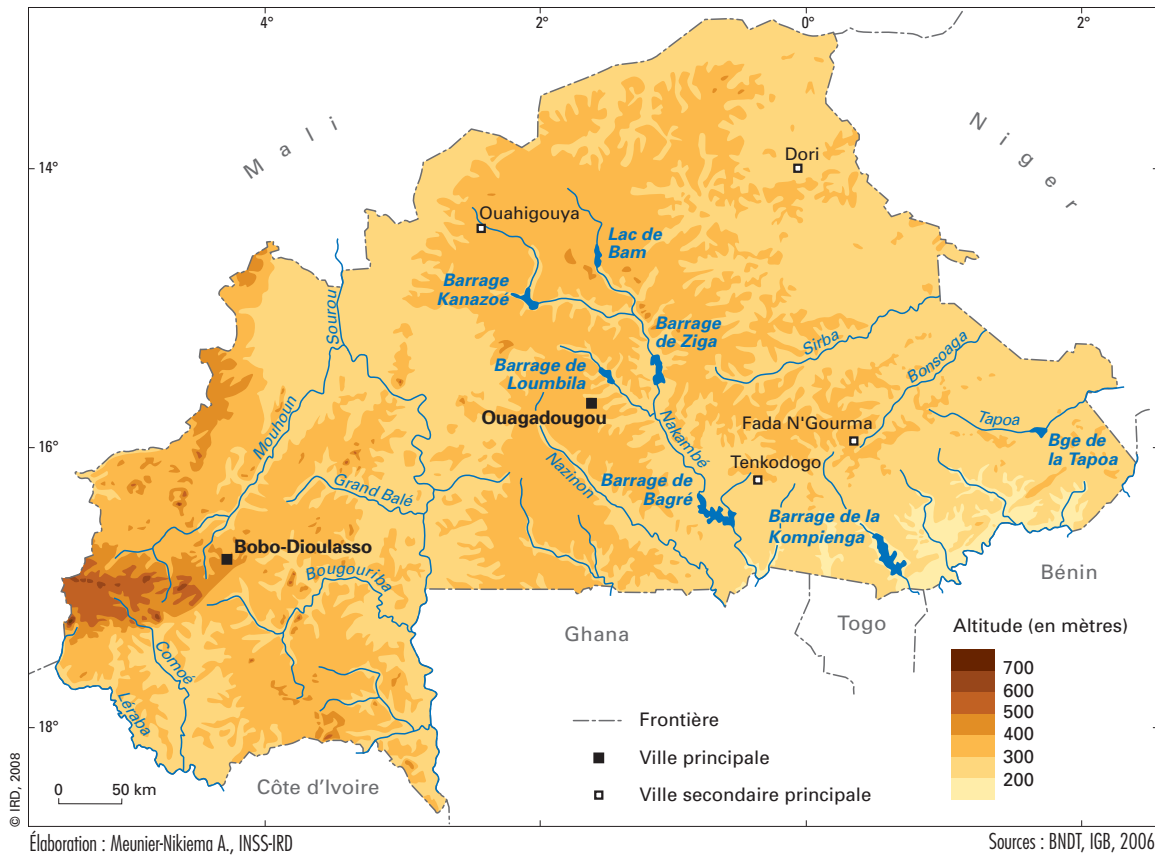 4°
2°
0°
2°
Mali
Niger
14°
Dori
Ouahigouya
Lac de
Bam
Barrage
Kanazoé
Sourou
Barrage
de Ziga
Sirba
Bonsoaga
Barrage de
Loumbila
Ouagadougou
Mouhoun
Nakambé
Fada N'Gourma
Tapoa
Bge de
la Tapoa
16°
Tenkodogo
Nazinon
Grand Balé
Barrage de
Bagré
Barrage de la
Kompienga
Bobo-Dioulasso
Bougouriba
Bénin
Ghana
Togo
Comoé
Léraba
18°
Côte d'Ivoire
Altitude (en mètres)
700
600
500
400
300
200
Frontière
Ville principale
Ville secondaire principale
0 50 km
© IRD, 2008
Élaboration : Meunier-Nikiema A., INSS-IRD
Sources : BNDT, IGB, 2006